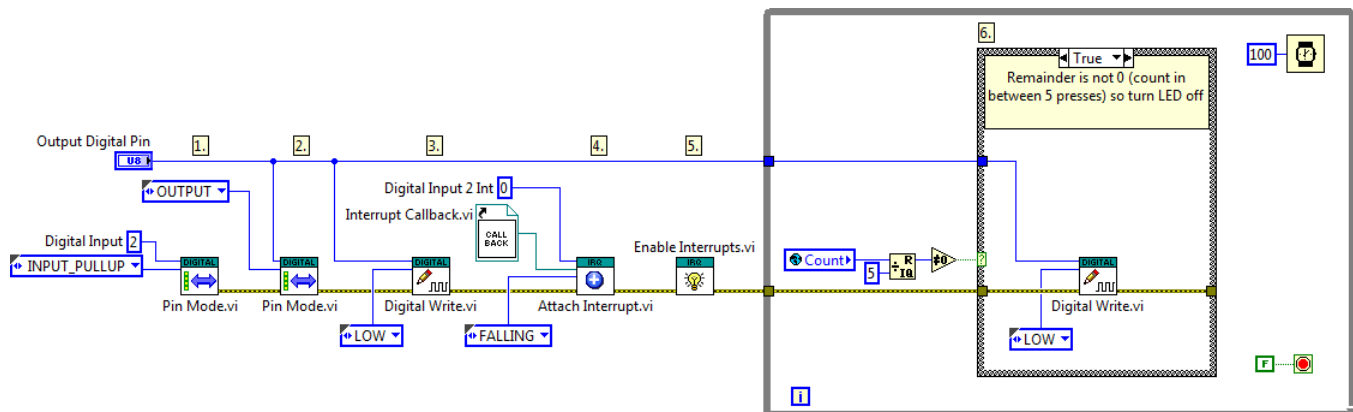 6.
True
100
Remainder is not 0 (count in
between 5 presses) so turn LED off
Output Digital Pin
1.
2.
3.
4.
5.
U8
OUTPUT
Digital Input 2 Int 0
Interrupt Callback.vi
CALL
BACK
Digital Input 2
INPUT_PULLUP
Enable Interrupts.vi
DIGITAL
DIGITAL
DIGITAL
IRQ
IRQ
Count
5
R
IQ
≠0
?
DIGITAL
Pin Mode.vi
Pin Mode.vi
Digital Write.vi
Attach Interrupt.vi
Digital Write.vi
LOW
FALLING
LOW
F
i